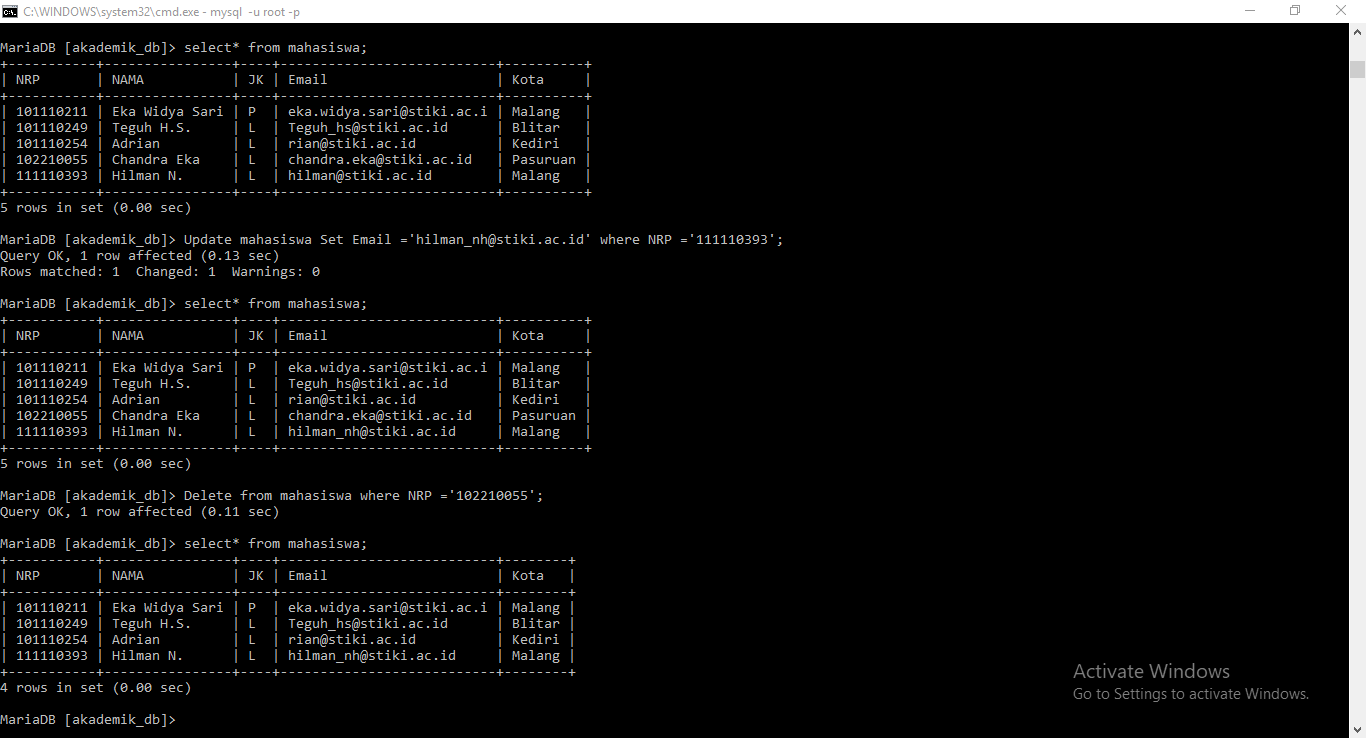 C:\WINDOWS\system32\cmd.exe - mysql -u root -p
MariaDB [akademik_db]> select* from mahasiswa;
+-----------+----------------+----+---------------------------+----------+
| NRP       | NAMA           | JK | Email                     | Kota     |
+-----------+----------------+----+---------------------------+----------+
| 101110211 | Eka Widya Sari | P  | eka.widya.sari@stiki.ac.i | Malang   |
| 101110249 | Teguh H.S.     | L  | Teguh_hs@stiki.ac.id      | Blitar   |
| 101110254 | Adrian         | L  | rian@stiki.ac.id          | Kediri   |
| 102210055 | Chandra Eka    | L  | chandra.eka@stiki.ac.id   | Pasuruan |
| 111110393 | Hilman N.      | L  | hilman@stiki.ac.id        | Malang   |
+-----------+----------------+----+---------------------------+----------+
5 rows in set (0.00 sec)
MariaDB [akademik_db]> Update mahasiswa Set Email ='hilman_nh@stiki.ac.id' where NRP ='111110393';
Query OK, 1 row affected (0.13 sec)
Rows matched: 1  Changed: 1  Warnings: 0
MariaDB [akademik_db]> select* from mahasiswa;
+-----------+----------------+----+---------------------------+----------+
| NRP       | NAMA           | JK | Email                     | Kota     |
+-----------+----------------+----+---------------------------+----------+
| 101110211 | Eka Widya Sari | P  | eka.widya.sari@stiki.ac.i | Malang   |
| 101110249 | Teguh H.S.     | L  | Teguh_hs@stiki.ac.id      | Blitar   |
| 101110254 | Adrian         | L  | rian@stiki.ac.id          | Kediri   |
| 102210055 | Chandra Eka    | L  | chandra.eka@stiki.ac.id   | Pasuruan |
| 111110393 | Hilman N.      | L  | hilman_nh@stiki.ac.id     | Malang   |
+-----------+----------------+----+---------------------------+----------+
5 rows in set (0.00 sec)
MariaDB [akademik_db]> Delete from mahasiswa where NRP ='102210055';
Query OK, 1 row affected (0.11 sec)
MariaDB [akademik_db]> select* from mahasiswa;
+-----------+----------------+----+---------------------------+--------+
| NRP       | NAMA           | JK | Email                     | Kota   |
+-----------+----------------+----+---------------------------+--------+
| 101110211 | Eka Widya Sari | P  | eka.widya.sari@stiki.ac.i | Malang |
| 101110249 | Teguh H.S.     | L  | Teguh_hs@stiki.ac.id      | Blitar |
| 101110254 | Adrian         | L  | rian@stiki.ac.id          | Kediri |
| 111110393 | Hilman N.      | L  | hilman_nh@stiki.ac.id     | Malang |
+-----------+----------------+----+---------------------------+--------+
4 rows in set (0.00 sec)
MariaDB [akademik_db]>
Activate Windows
Go to Settings to activate Windows.